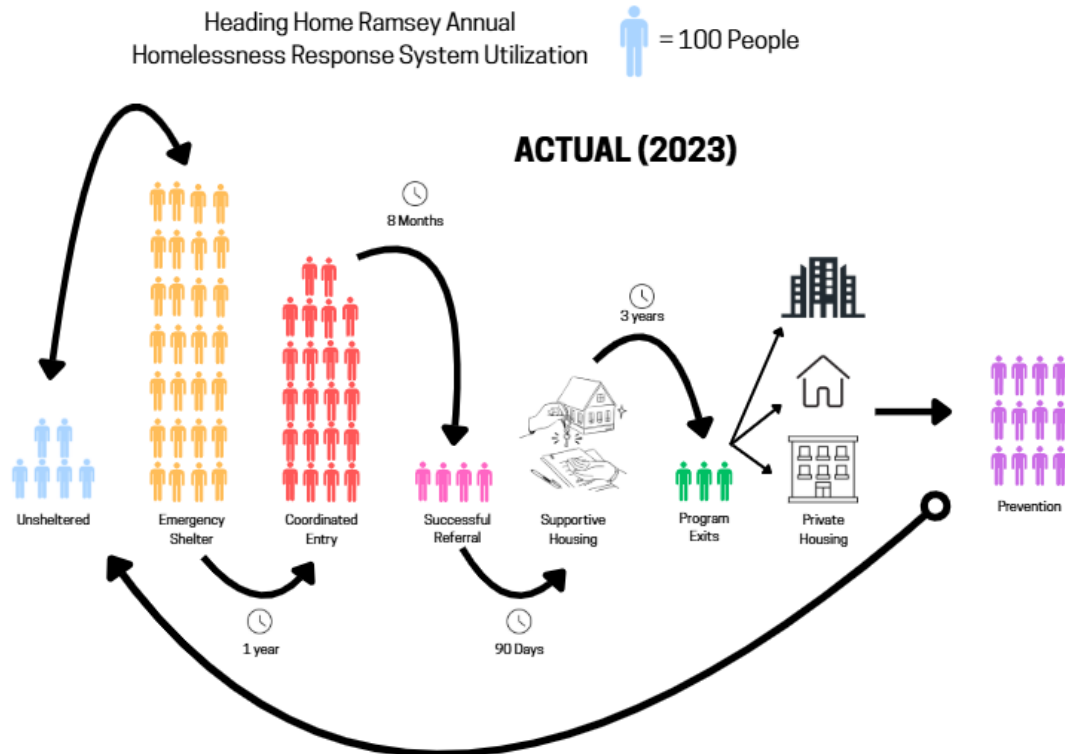 Heading Home Ramsey Annual
Homelessness Response System Utilization
= 100 People
ACTUAL (2023)
8 Months
3 years
Unsheltered
Emergency
Shelter
Coordinated
Entry
Successful
Referral
Supportive
Housing
Program
Exits
Private
Housing
Prevention
1 year
90 Days